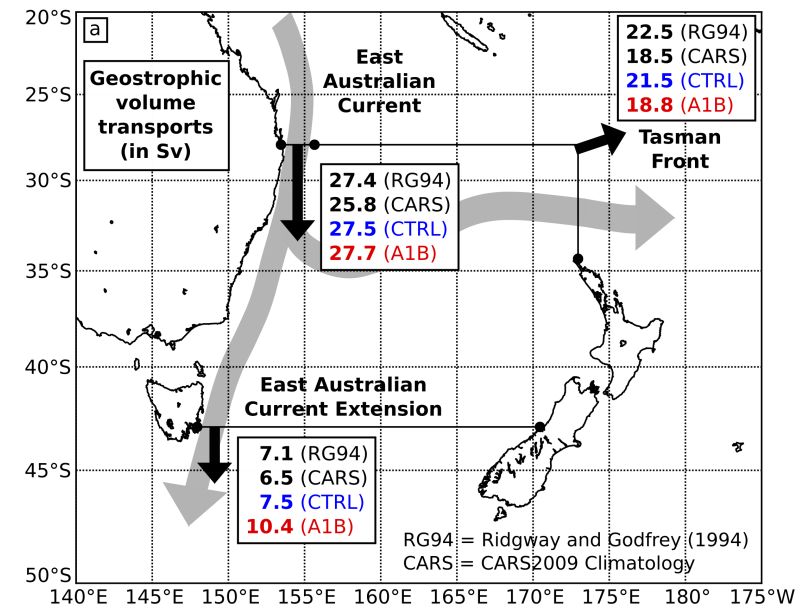 a
Geostrophic
volume
transports
(in Sv)
East
Australian
Current
22.5 (RG94)
18.5 (CARS)
21.5 (CTRL)
18.8 (A1B)
Tasman
Front
27.4 (RG94)
25.8 (CARS)
27.5 (CTRL)
27.7 (A1B)
East Australian
Current Extension
7.1 (RG94)
6.5 (CARS)
7.5 (CTRL)
10.4 (A1B)
RG94 = Ridgway and Godfrey (1994)
CARS = CARS2009 Climatology
20°S
25°S
30°S
35°S
40°S
45°S
50°S
140°E 145°E 150°E 155°E 160°E 165°E 170°E 175°E 180° 175°W